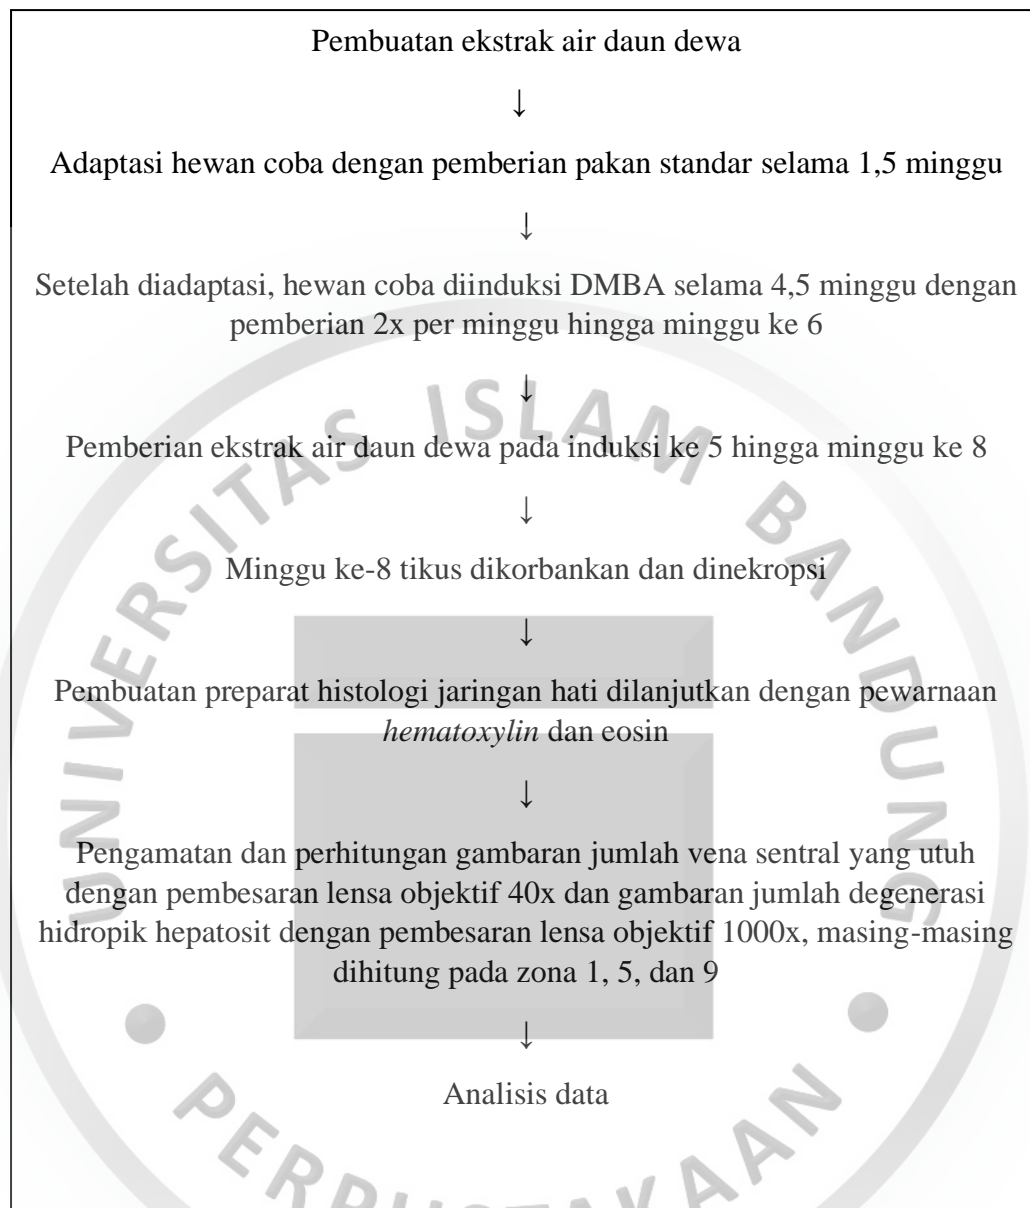 Pembuatan ekstrak air daun dewa
↓
Adaptasi hewan coba dengan pemberian pakan standar selama 1,5 minggu
↓
Setelah diadaptasi, hewan coba diinduksi DMBA selama 4,5 minggu dengan
pemberian 2x per minggu hingga minggu ke 6
↓
Pemberian ekstrak air daun dewa pada induksi ke 5 hingga minggu ke 8
↓
Minggu ke-8 tikus dikorbankan dan dinekropsi
↓
Pembuatan preparat histologi jaringan hati dilanjutkan dengan pewarnaan
hematoxylin dan eosin
↓
Pengamatan dan perhitungan gambaran jumlah vena sentral yang utuh
dengan pembesaran lensa objektif 40x dan gambaran jumlah degenerasi
hidropik hepatosit dengan pembesaran lensa objektif 1000x, masing-masing
dihitung pada zona 1, 5, dan 9
↓
Analisis data
UNIVERSITAS ISLAM BANDUNG
PERPUSTAKAAN